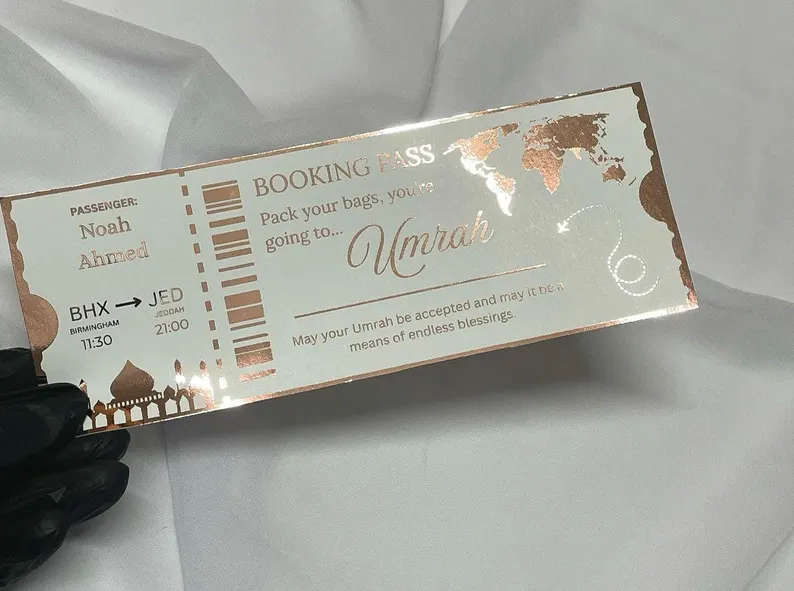 PASSENGER:
Noah
Ahmed
BHX → JED
BIRMINGHAM JEDDAH
11:30 21:00
BOOKING PASS
Pack your bags, you're
going to...
Umrah
May your Umrah be accepted and may it be a
means of endless blessings.